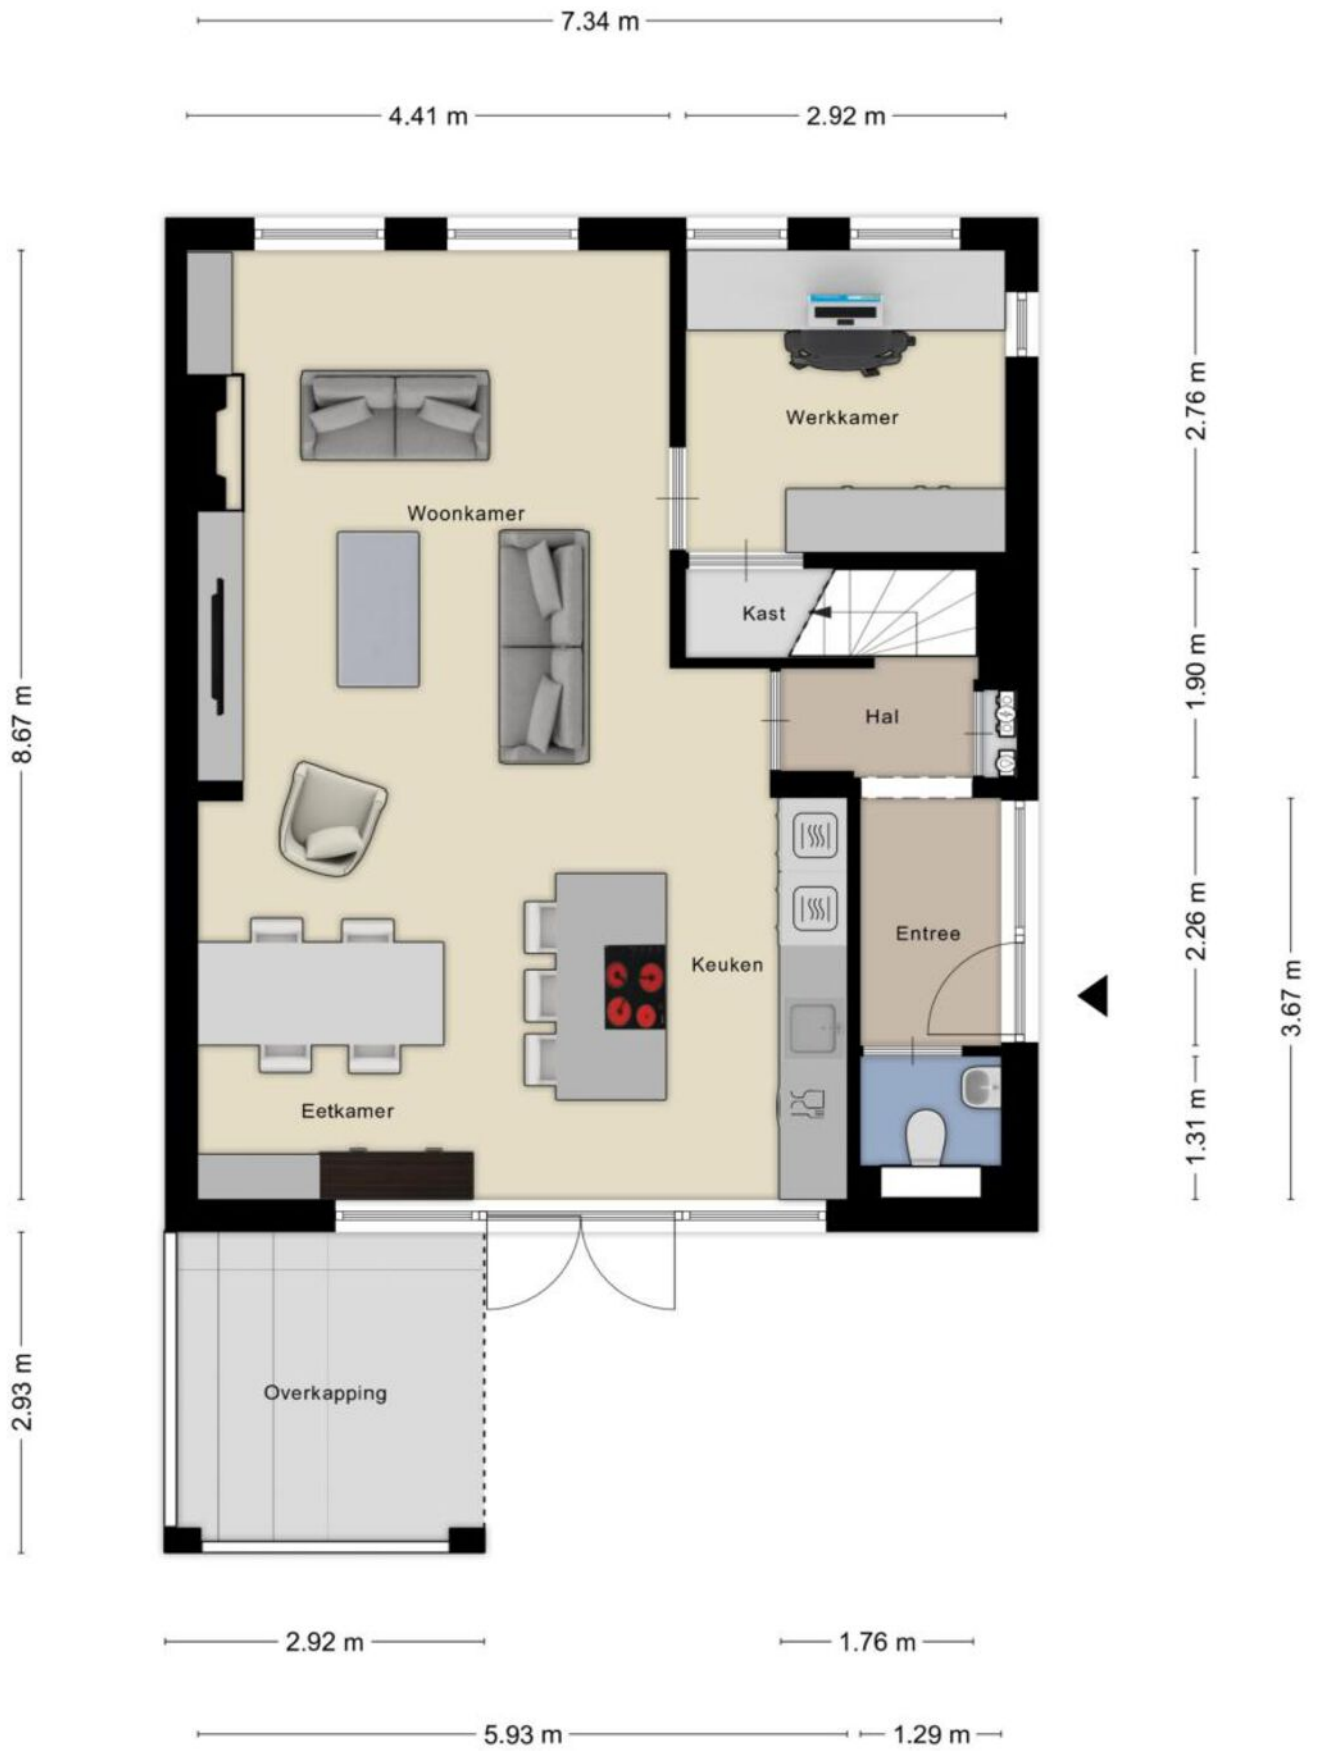 7.34 m
4.41 m
2.92 m
Werkkamer
2.76 m
Woonkamer
Kast
1.90 m
8.67 m
Hal
2.26 m
Entree
Keuken
3.67 m
Eetkamer
1.31 m
Overkapping
2.93 m
2.92 m
1.76 m
5.93 m
1.29 m